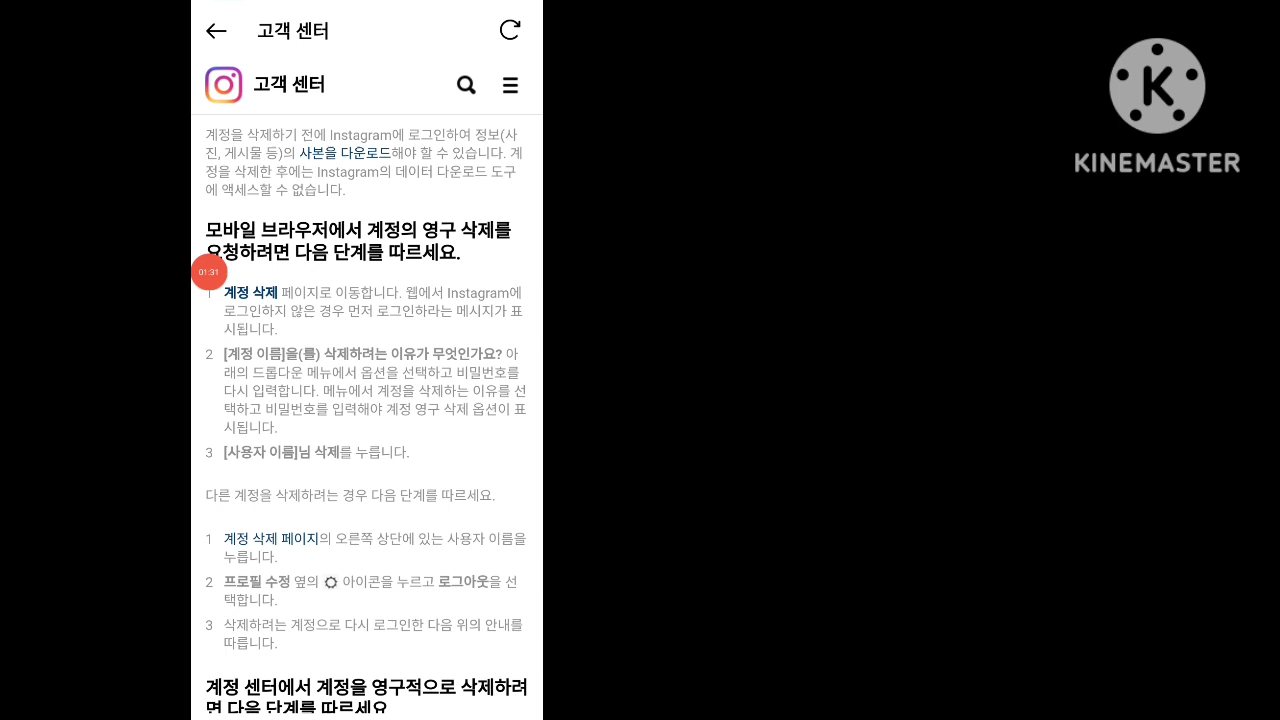 고객 센터
고객 센터
계정을 삭제하기 전에 Instagram에 로그인하여 정보(사
진, 게시물 등)의 사본을 다운로드해야 할 수 있습니다. 계
정을 삭제한 후에는 Instagram의 데이터 다운로드 도구
에 액세스할 수 없습니다.
모바일 브라우저에서 계정의 영구 삭제를
요청하려면 다음 단계를 따르세요.
01:31
계정 삭제 페이지로 이동합니다. 웹에서 Instagram에
로그인하지 않은 경우 먼저 로그인하라는 메시지가 표
시됩니다.
2 [계정 이름]을(를) 삭제하려는 이유가 무엇인가요? 아
래의 드롭다운 메뉴에서 옵션을 선택하고 비밀번호를
다시 입력합니다. 메뉴에서 계정을 삭제하는 이유를 선
택하고 비밀번호를 입력해야 계정 영구 삭제 옵션이 표
시됩니다.
3 [사용자 이름]님 삭제를 누릅니다.
다른 계정을 삭제하려는 경우 다음 단계를 따르세요.
1 계정 삭제 페이지의 오른쪽 상단에 있는 사용자 이름을
누릅니다.
2 프로필 수정 옆의 아이콘을 누르고 로그아웃을 선
택합니다.
3 삭제하려는 계정으로 다시 로그인한 다음 위의 안내를
따릅니다.
계정 센터에서 계정을 영구적으로 삭제하려
면 다음 단계를 따르세요
K
KINEMASTER